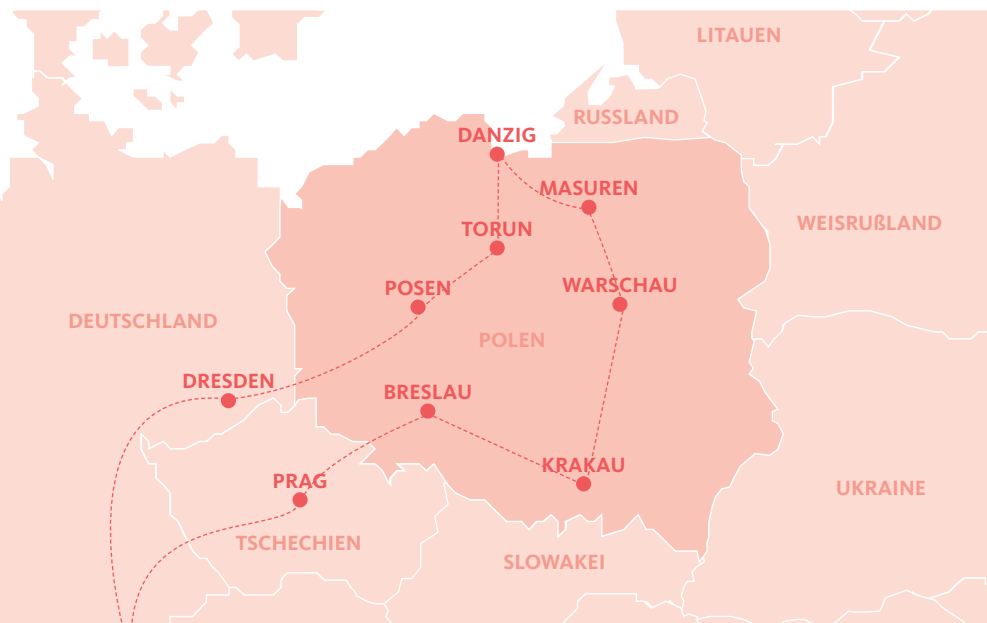 LITAUEN
RUSSLAND
DANZIG
MASUREN
WEISRUßLAND
TORUN
POSEN
WARSCHAU
DEUTSCHLAND
POLEN
DRESDEN
BRESLAU
KRAKAU
PRAG
UKRAINE
TSCHECHIEN
SLOWAKEI